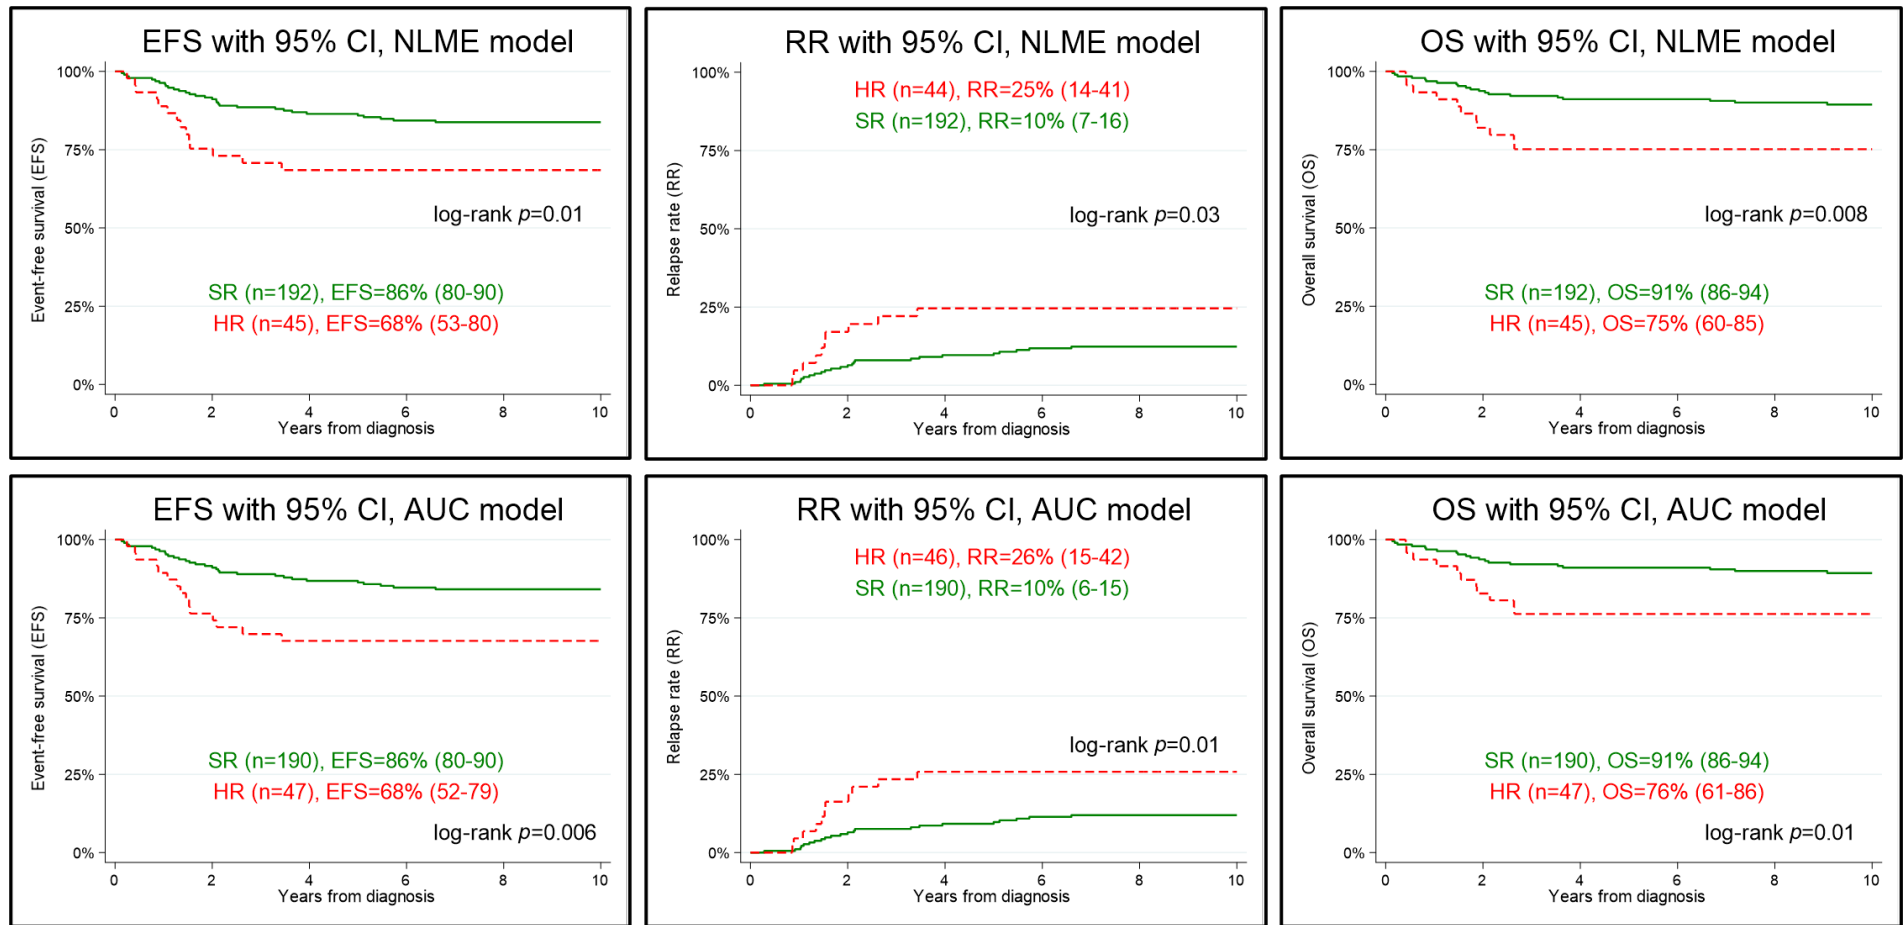 EFS with 95% CI, NLME model
Event-free survival (EFS)
100%
75%
50%
25%
0%
log-rank p=0.01
SR (n=192), EFS=86% (80-90)
HR (n=45), EFS=68% (53-80)
0 2 4 6 8 10
Years from diagnosis
RR with 95% CI, NLME model
Relapse rate (RR)
100%
75%
50%
25%
0%
HR (n=44), RR=25% (14-41)
SR (n=192), RR=10% (7-16)
log-rank p=0.03
0 2 4 6 8 10
Years from diagnosis
OS with 95% CI, NLME model
Overall survival (OS)
100%
75%
50%
25%
0%
log-rank p=0.008
SR (n=192), OS=91% (86-94)
HR (n=45), OS=75% (60-85)
0 2 4 6 8 10
Years from diagnosis
EFS with 95% CI, AUC model
Event-free survival (EFS)
100%
75%
50%
25%
0%
SR (n=190), EFS=86% (80-90)
HR (n=47), EFS=68% (52-79)
log-rank p=0.006
0 2 4 6 8 10
Years from diagnosis
RR with 95% CI, AUC model
Relapse rate (RR)
100%
75%
50%
25%
0%
HR (n=46), RR=26% (15-42)
SR (n=190), RR=10% (6-15)
log-rank p=0.01
0 2 4 6 8 10
Years from diagnosis
OS with 95% CI, AUC model
Overall survival (OS)
100%
75%
50%
25%
0%
SR (n=190), OS=91% (86-94)
HR (n=47), OS=76% (61-86)
log-rank p=0.01
0 2 4 6 8 10
Years from diagnosis